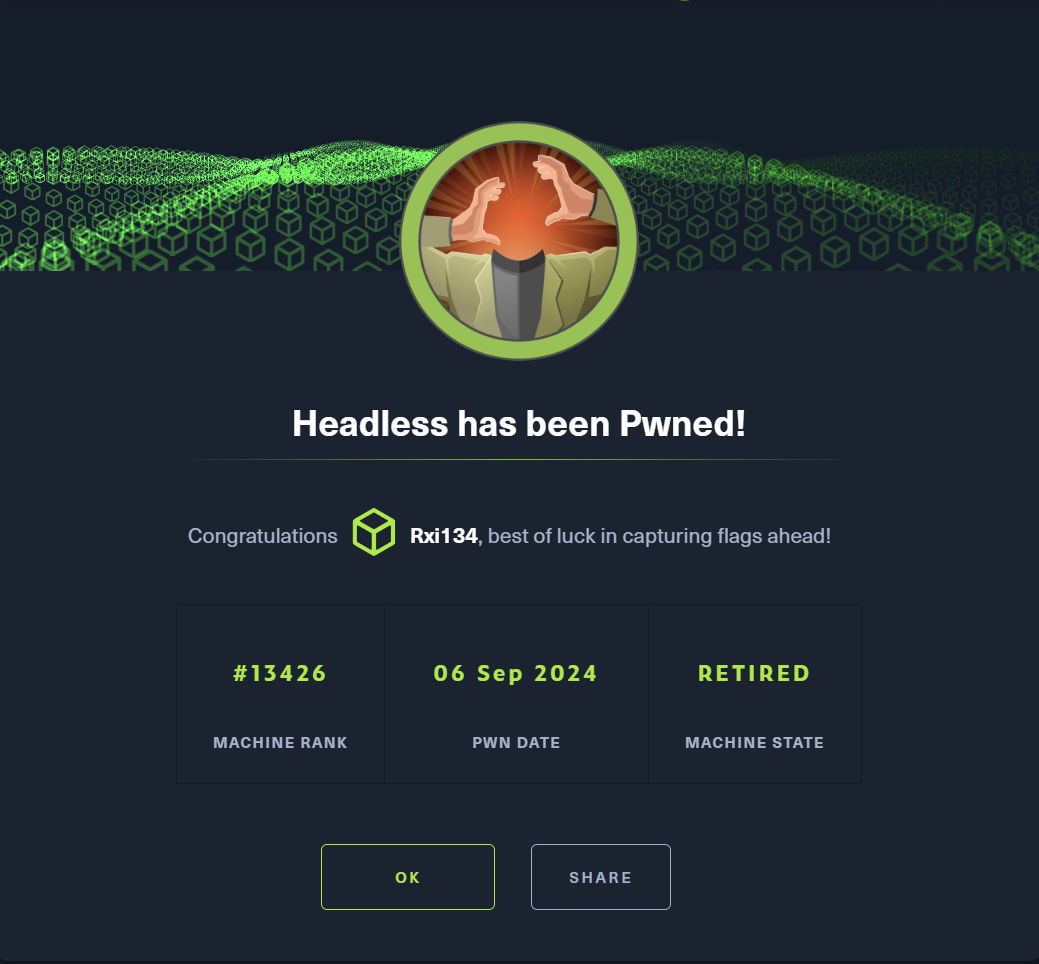 Headless has been Pwned!
Congratulations Rxi134, best of luck in capturing flags ahead!
#13426
MACHINE RANK
06 Sep 2024
PWN DATE
RETIRED
MACHINE STATE
OK
SHARE